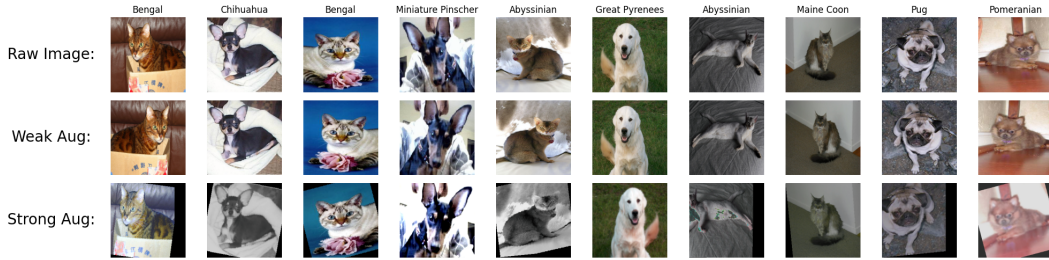 Bengal Chihuahua Bengal Miniature Pinscher Abyssinian Great Pyrenees Abyssinian Maine Coon Pug Pomeranian
Raw Image:
Weak Aug:
Strong Aug: